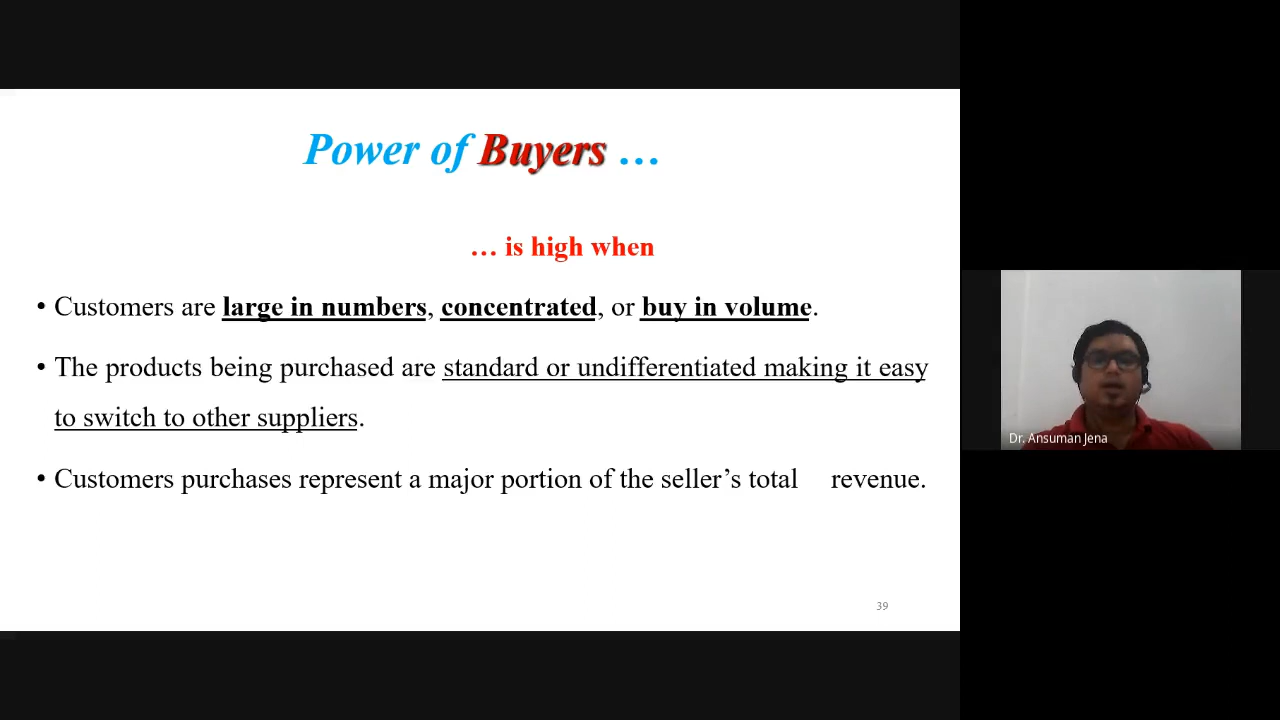 Power of Buyers …
… is high when
• Customers are large in numbers, concentrated, or buy in volume.
• The products being purchased are standard or undifferentiated making it easy
to switch to other suppliers.
• Customers purchases represent a major portion of the seller’s total revenue.
39
Dr. Ansuman Jena